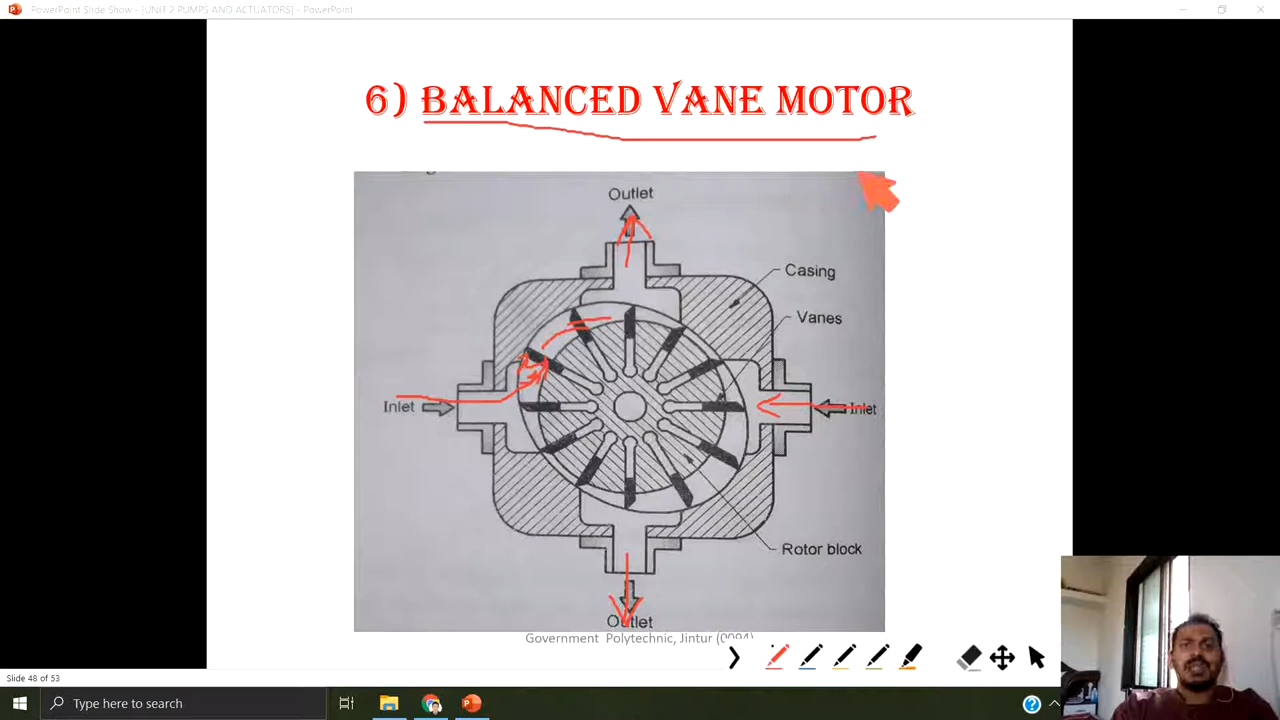 PowerPoint Slide Show - [UNIT 2 PUMPS AND ACTUATORS] - PowerPoint
6) BALANCED VANE MOTOR
Outlet
Casing
Vanes
Inlet
Inlet
Rotor block
Outlet
Government Polytechnic, Jintur (0094)
Slide 48 of 53
Type here to search